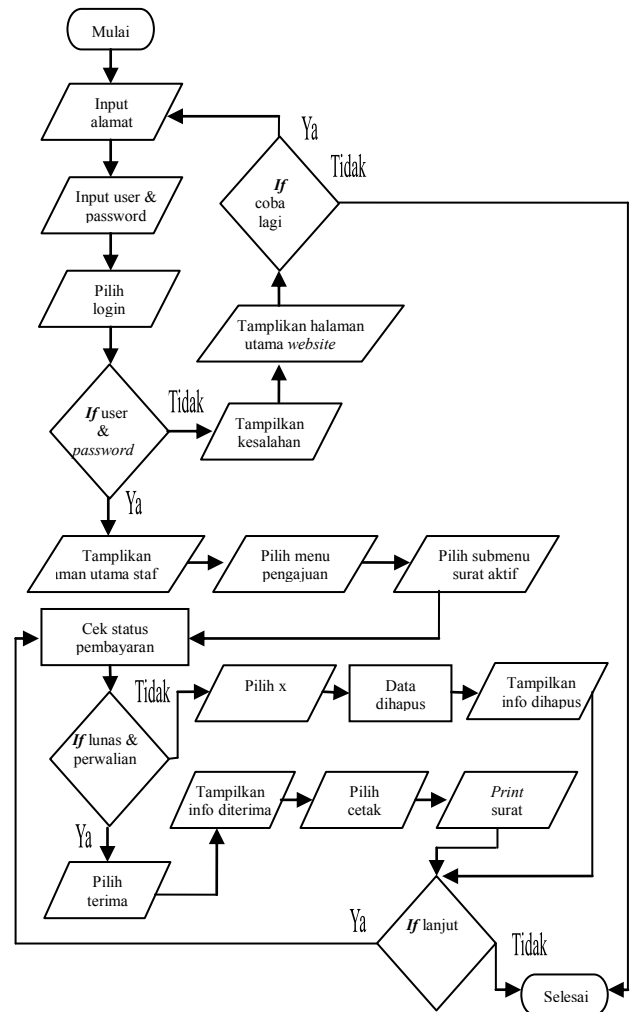 Mulai
Input
alamat
Ya
Tidak
If
coba
lagi
Input user &
password
Pilih
login
Tamplikan halaman
utama website
If user
&
password
Tidak
Tampilkan
kesalahan
Ya
Tamplikan
utama staf
Pilih menu
pengajuan
Pilih submenu
surat aktif
Cek status
pembayaran
Tidak
Pilih x
Data
dihapus
Tampilkan
info dihapus
If lunas &
perwalian
Tampilkan
info diterima
Pilih
cetak
Print
surat
Ya
Pilih
terima
Ya
If lanjut
Tidak
Selesai